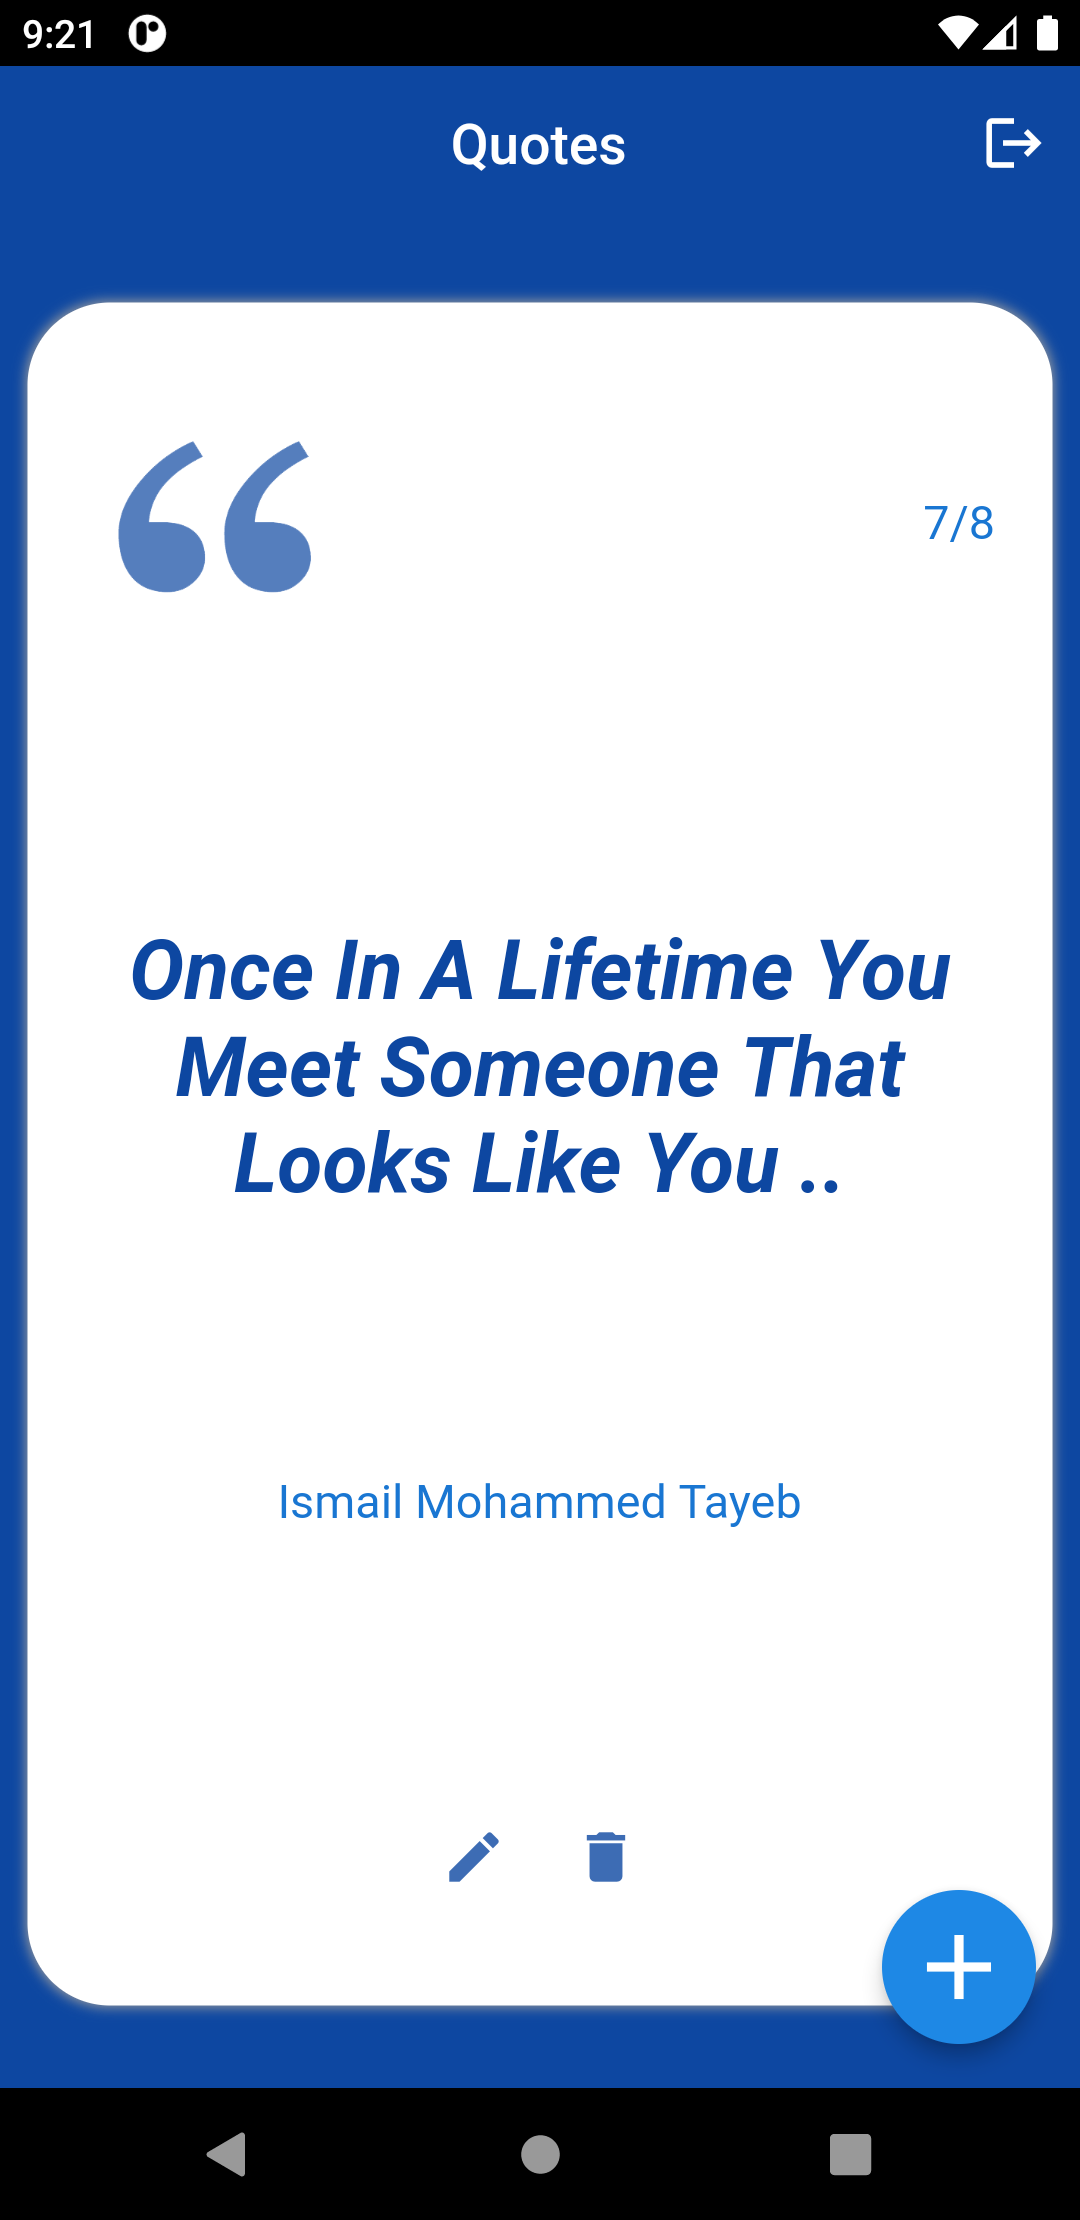 9:21
Quotes
7/8
Once In A Lifetime You
Meet Someone That
Looks Like You ..
Ismail Mohammed Tayeb